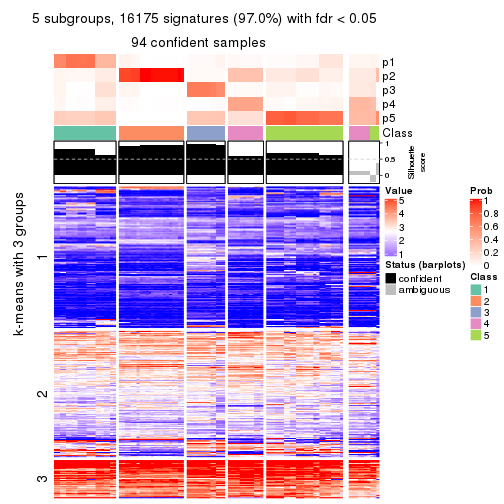 5 subgroups, 16175 signatures (97.0%) with fdr < 0.05
94 confident samples
p1
p2
p3
p4
p5
Class
1
0.5
0
Silhouette
score
k-means with 3 groups
1
2
3
Value
5
4
3
2
1
Status (barplots)
confident
ambiguous
Prob
1
0.8
0.6
0.4
0.2
0
Class
1
2
3
4
5